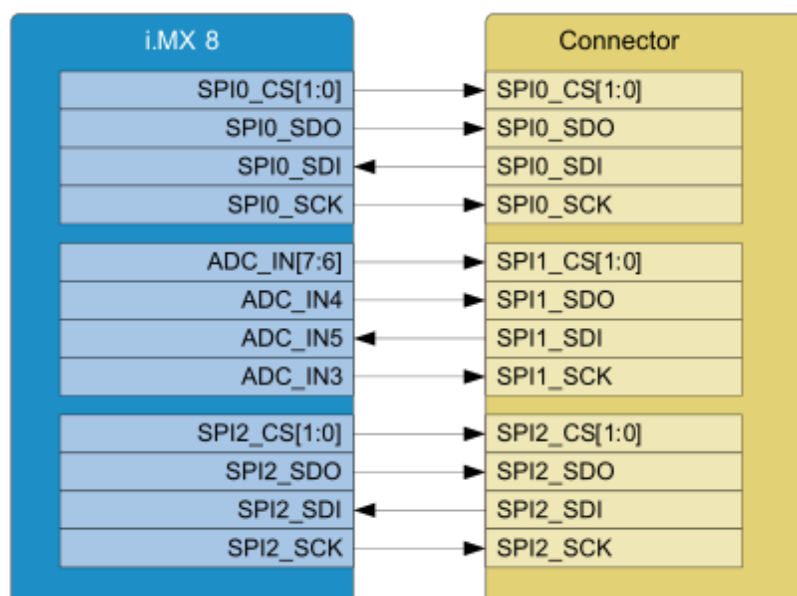 i.MX 8
Connector
SPI0_CS[1:0]
SPI0_CS[1:0]
SPI0_SDO
SPI0_SDO
SPI0_SDI
SPI0_SDI
SPI0_SCK
SPI0_SCK
ADC_IN[7:6]
SPI1_CS[1:0]
ADC_IN4
SPI1_SDO
ADC_IN5
SPI1_SDI
ADC_IN3
SPI1_SCK
SPI2_CS[1:0]
SPI2_CS[1:0]
SPI2_SDO
SPI2_SDO
SPI2_SDI
SPI2_SDI
SPI2_SCK
SPI2_SCK